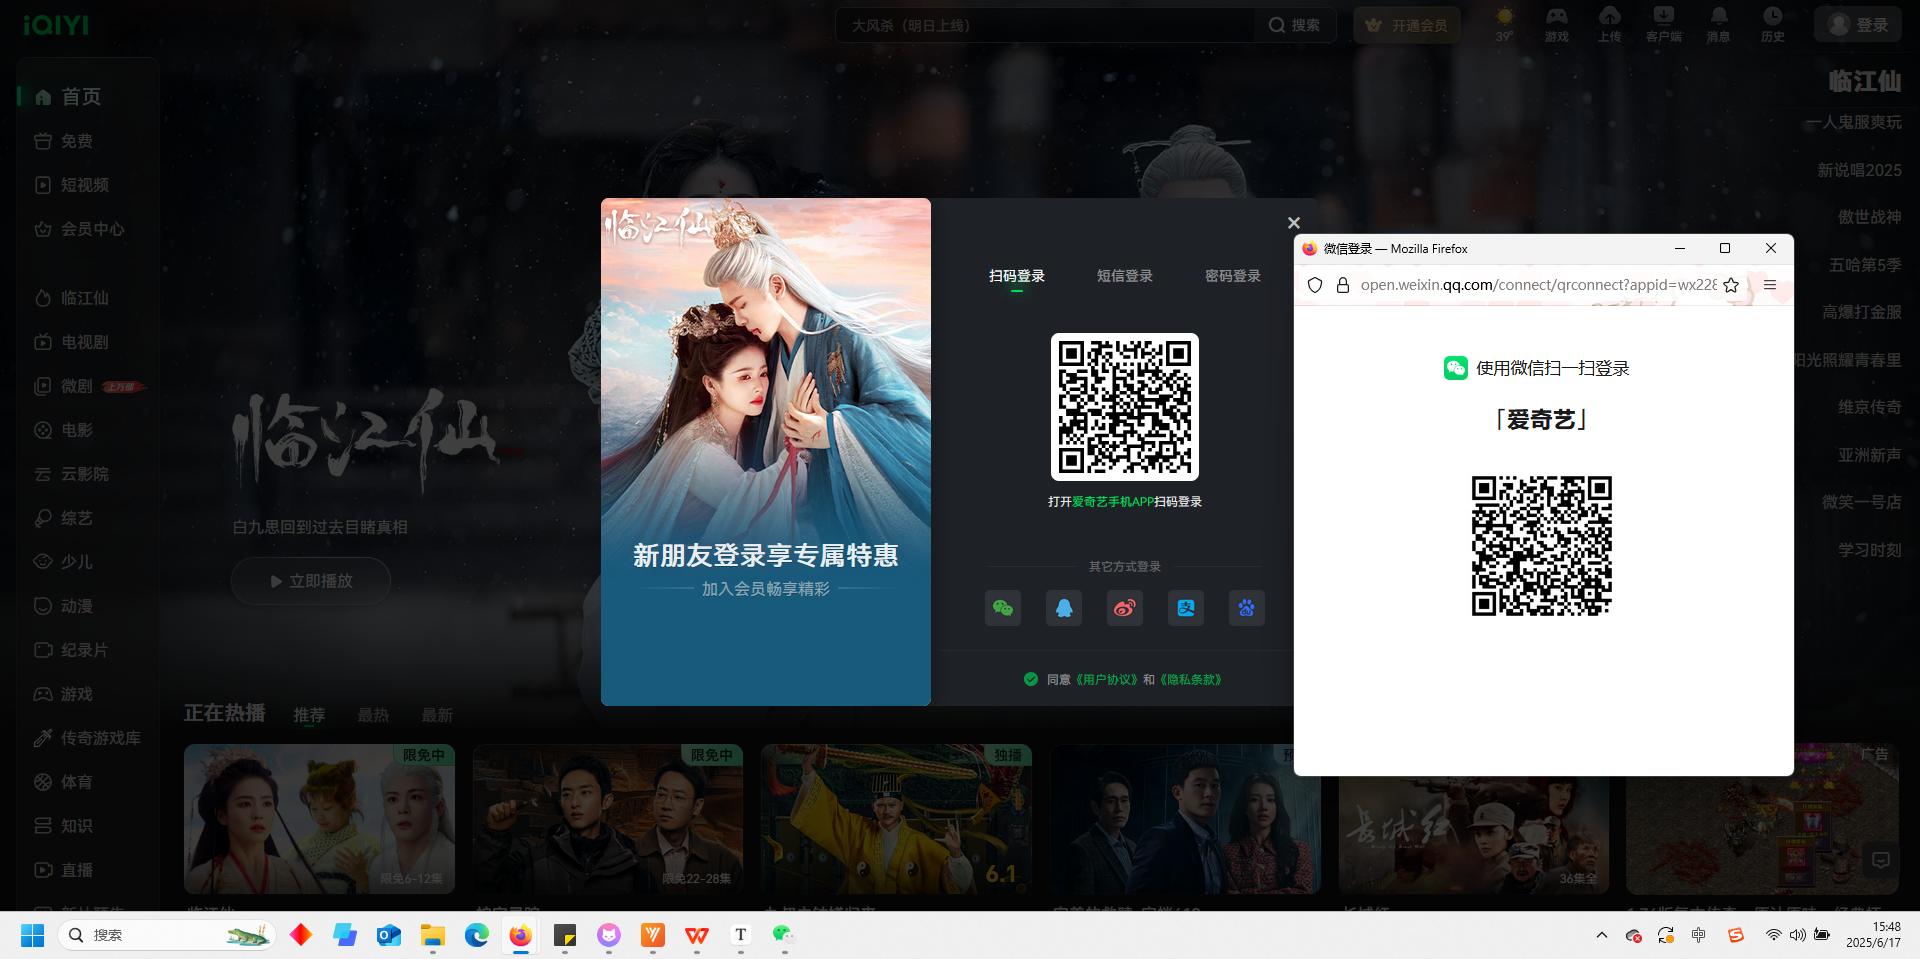 iQIYI
大风杀（明日上线）
搜索
开通会员
39°
游戏
上传
客户端
消息
历史
登录
首页
免费
短视频
会员中心
临江仙
电视剧
微剧
上万部
电影
云影院
综艺
少儿
动漫
纪录片
游戏
传奇游戏库
体育
知识
直播
临江仙
白九思回到过去目睹真相
立即播放
临江仙
一人鬼服爽玩
新说唱2025
傲世战神
五哈第5季
高爆打金服
阳光照耀青春里
维京传奇
亚洲新声
微笑一号店
学习时刻
临江仙
新朋友登录享专属特惠
加入会员畅享精彩
扫码登录
短信登录
密码登录
打开爱奇艺手机APP扫码登录
其它方式登录
同意《用户协议》和《隐私条款》
微信登录 — Mozilla Firefox
open.weixin.qq.com/connect/qrconnect?appid=wx228
使用微信扫一扫登录
「爱奇艺」
正在热播
推荐
最热
最新
限免中
限免6-12集
限免中
限免22-28集
独播
6.1
预
长城红
36集全
广告
搜索
中
15:48
2025/6/17